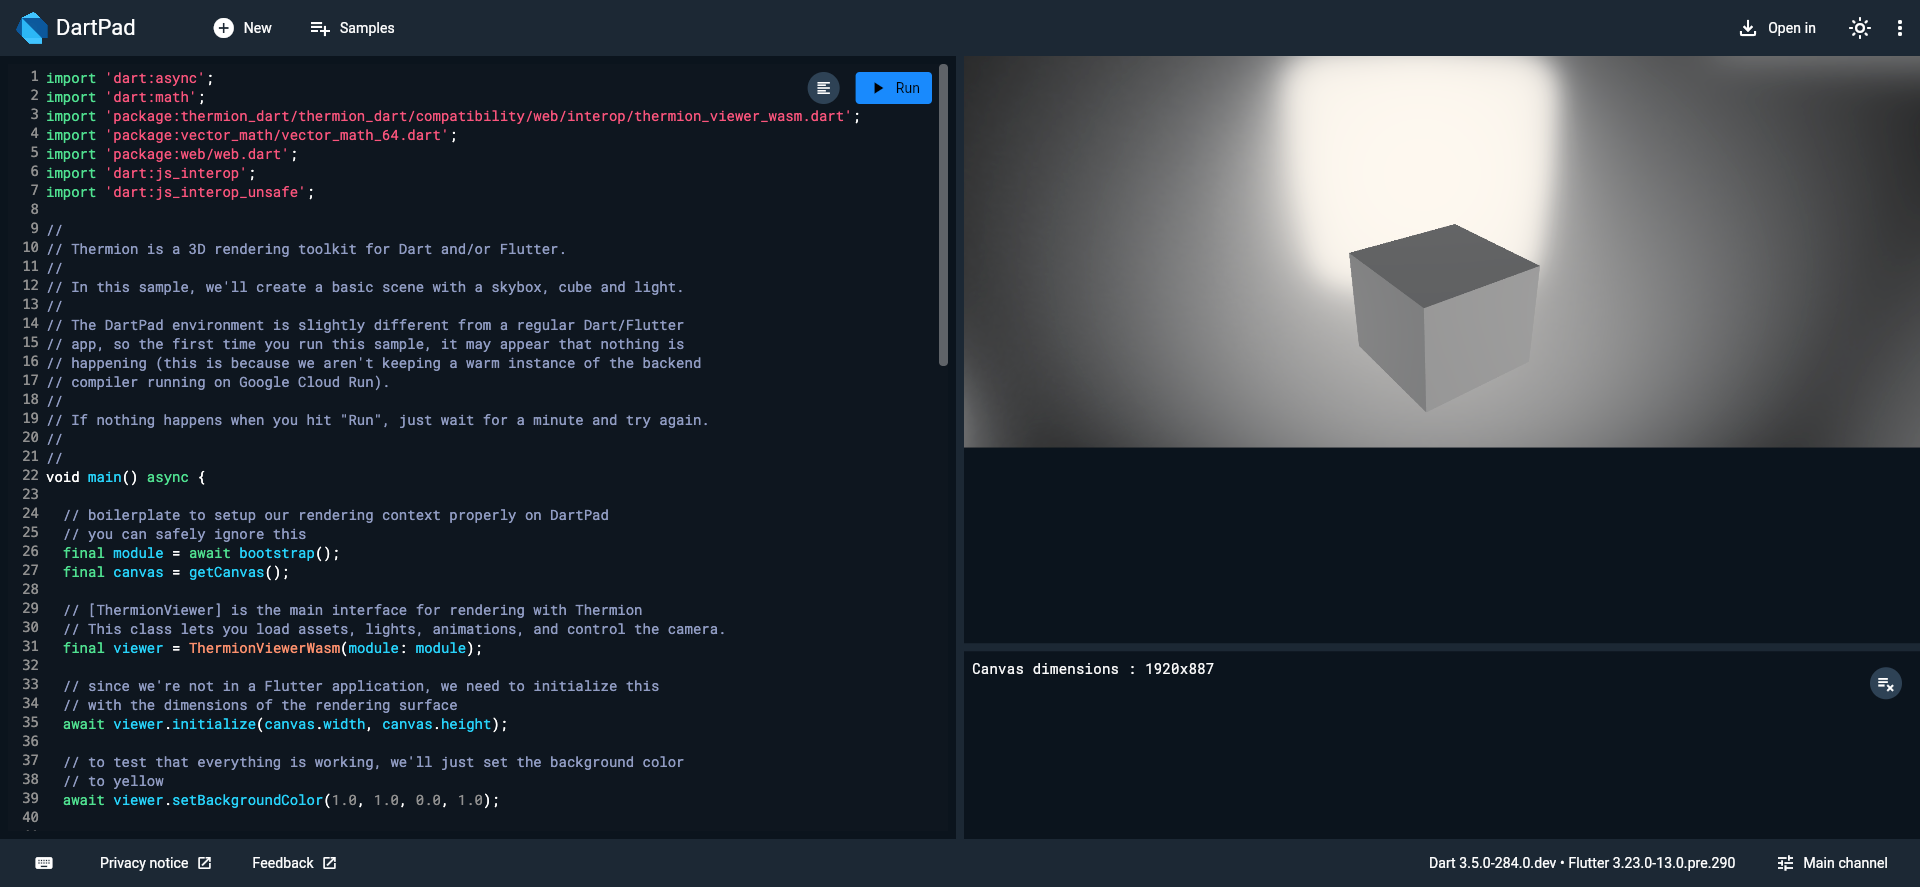 DartPad
New
Samples
Open in
1 import 'dart:async';
2 import 'dart:math';
3 import 'package:thermion_dart/thermion_dart/compatibility/web/interop/thermion_viewer_wasm.dart';
4 import 'package:vector_math/vector_math_64.dart';
5 import 'package:web/web.dart';
6 import 'dart:js_interop';
7 import 'dart:js_interop_unsafe';
8
9 //
10 // Thermion is a 3D rendering toolkit for Dart and/or Flutter.
11 //
12 // In this sample, we'll create a basic scene with a skybox, cube and light.
13 //
14 // The DartPad environment is slightly different from a regular Dart/Flutter
15 // app, so the first time you run this sample, it may appear that nothing is
16 // happening (this is because we aren't keeping a warm instance of the backend
17 // compiler running on Google Cloud Run).
18 //
19 // If nothing happens when you hit "Run", just wait for a minute and try again.
20 //
21 //
22 void main() async {
23
24   // boilerplate to setup our rendering context properly on DartPad
25   // you can safely ignore this
26   final module = await bootstrap();
27   final canvas = getCanvas();
28
29   // [ThermionViewer] is the main interface for rendering with Thermion
30   // This class lets you load assets, lights, animations, and control the camera.
31   final viewer = ThermionViewerWasm(module: module);
32
33   // since we're not in a Flutter application, we need to initialize this
34   // with the dimensions of the rendering surface
35   await viewer.initialize(canvas.width, canvas.height);
36
37   // to test that everything is working, we'll just set the background color
38   // to yellow
39   await viewer.setBackgroundColor(1.0, 1.0, 0.0, 1.0);
40
Run
Canvas dimensions : 1920x887
Privacy notice
Feedback
Dart 3.5.0-284.0.dev • Flutter 3.23.0-13.0.pre.290
Main channel